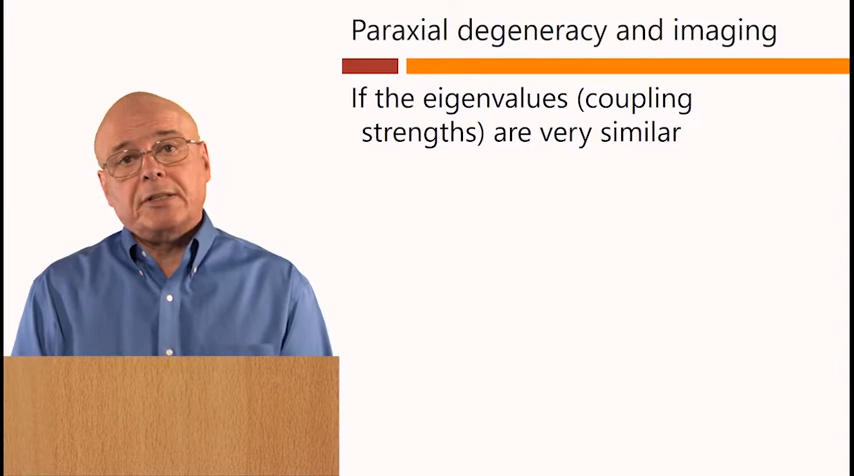 Paraxial degeneracy and imaging
If the eigenvalues (coupling
strengths) are very similar